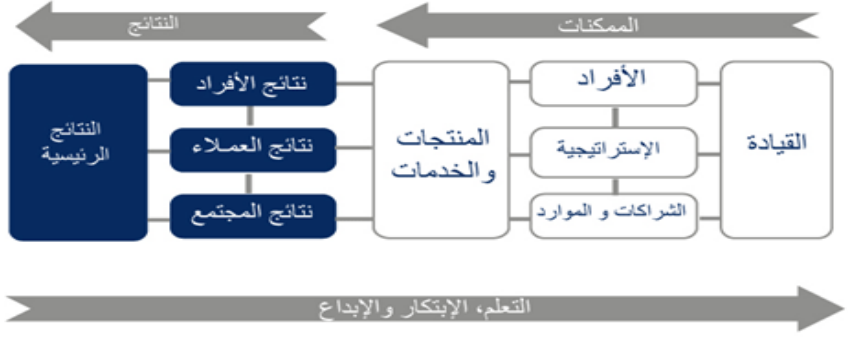 الممكنات
النتائج
القيادة
الأفراد
الإستراتيجية
الشراكات و الموارد
المنتجات
والخدمات
نتائج الأفراد
نتائج العملاء
نتائج المجتمع
النتائج
الرئيسية
التعلم، الإبتكار والإبداع